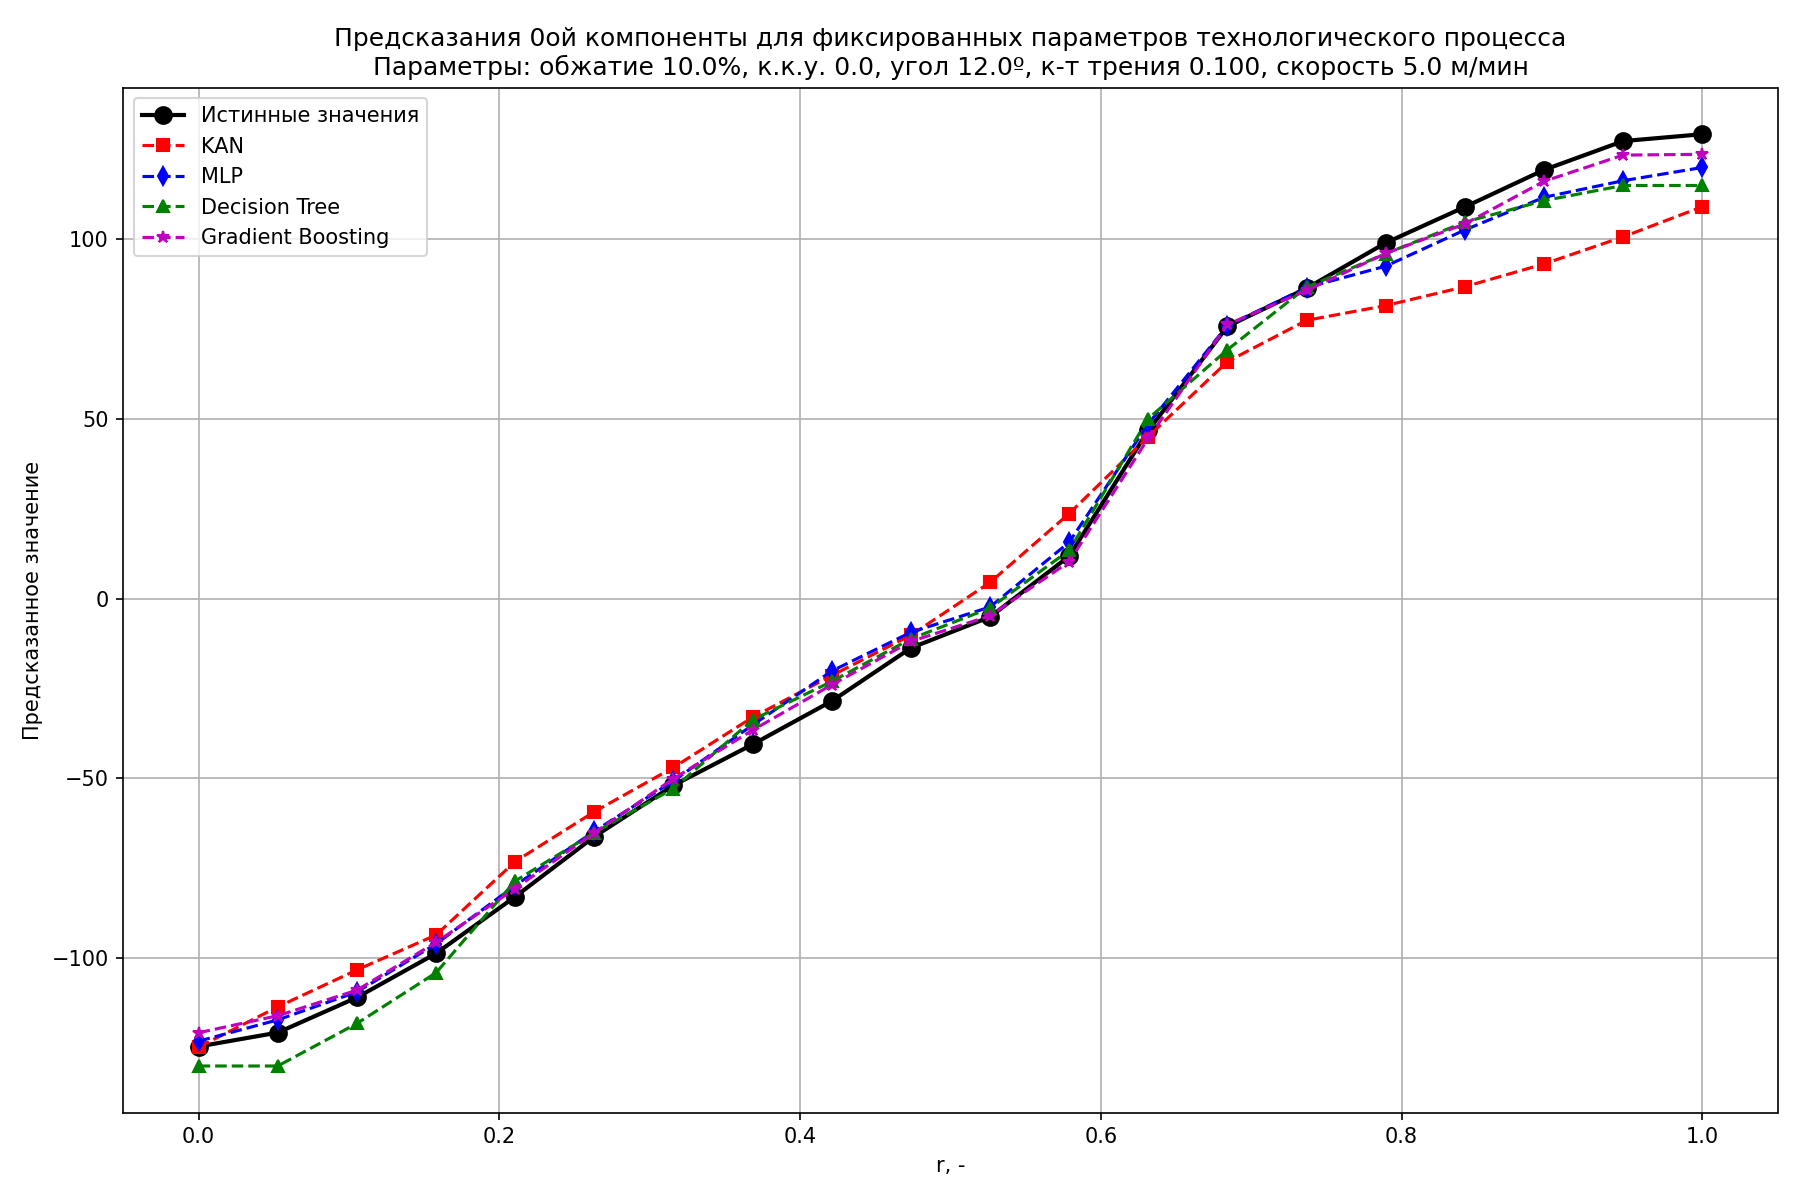 Предсказания 0ой компоненты для фиксированных параметров технологического процесса
Параметры: обжатие 10.0%, к.к.у. 0.0, угол 12.0º, к-т трения 0.100, скорость 5.0 м/мин
Истинные значения
KAN
MLP
Decision Tree
Gradient Boosting
Предсказанное значение
100
50
0
−50
−100
0.0
0.2
0.4
0.6
0.8
1.0
r, -